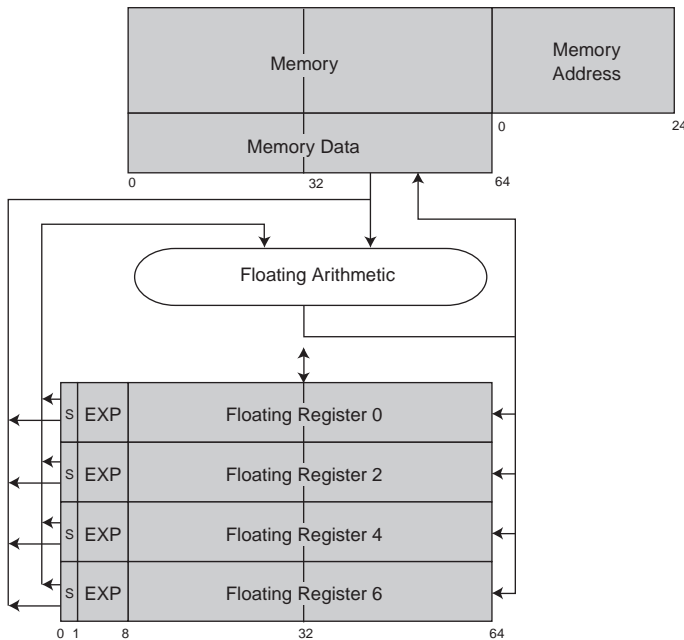 Memory
Memory
Address
0
24
Memory Data
0
32
64
Floating Arithmetic
S
EXP
Floating Register 0
S
EXP
Floating Register 2
S
EXP
Floating Register 4
S
EXP
Floating Register 6
0
1
8
32
64